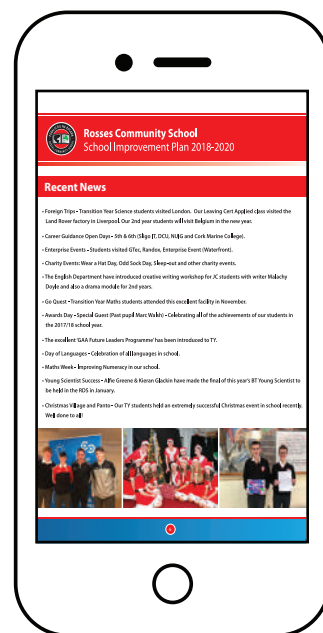 Rosses Community School
School Improvement Plan 2018-2020
Recent News
• Foreign Trips - Transition Year Science students visited London. Our Leaving Cert Applied class visited the
Land Rover factory in Liverpool. Our 2nd year students will visit Belgium in the new year.
• Career Guidance Open Days - 5th & 6th (Sligo IT, DCU, NUIG and Cork Marine College).
• Enterprise Events - Students visited GTec, Randox, Enterprise Event (Waterfront).
• Charity Events: Wear a Hat Day, Odd Sock Day, Sleep-out and other charity events.
• The English Department have introduced creative writing workshop for JC students with writer Malachy
Doyle and also a drama module for 2nd years.
• Go Quest - Transition Year Maths students attended this excellent facility in November.
• Awards Day - Special Guest (Past pupil Marc Walsh) - Celebrating all of the achievements of our students in
the 2017/18 school year.
• The excellent 'GAA Future Leaders Programme' has been introduced to TY.
• Day of Languages - Celebration of all languages in school.
• Maths Week - Improving Numeracy in our school.
• Young Scientist Success - Alfie Greene & Kieran Glackin have made the final of this year's BT Young Scientist to
be held in the RDS in January.
• Christmas Village and Panto - Our TY students held an extremely successful Christmas event in school recently.
Well done to all!